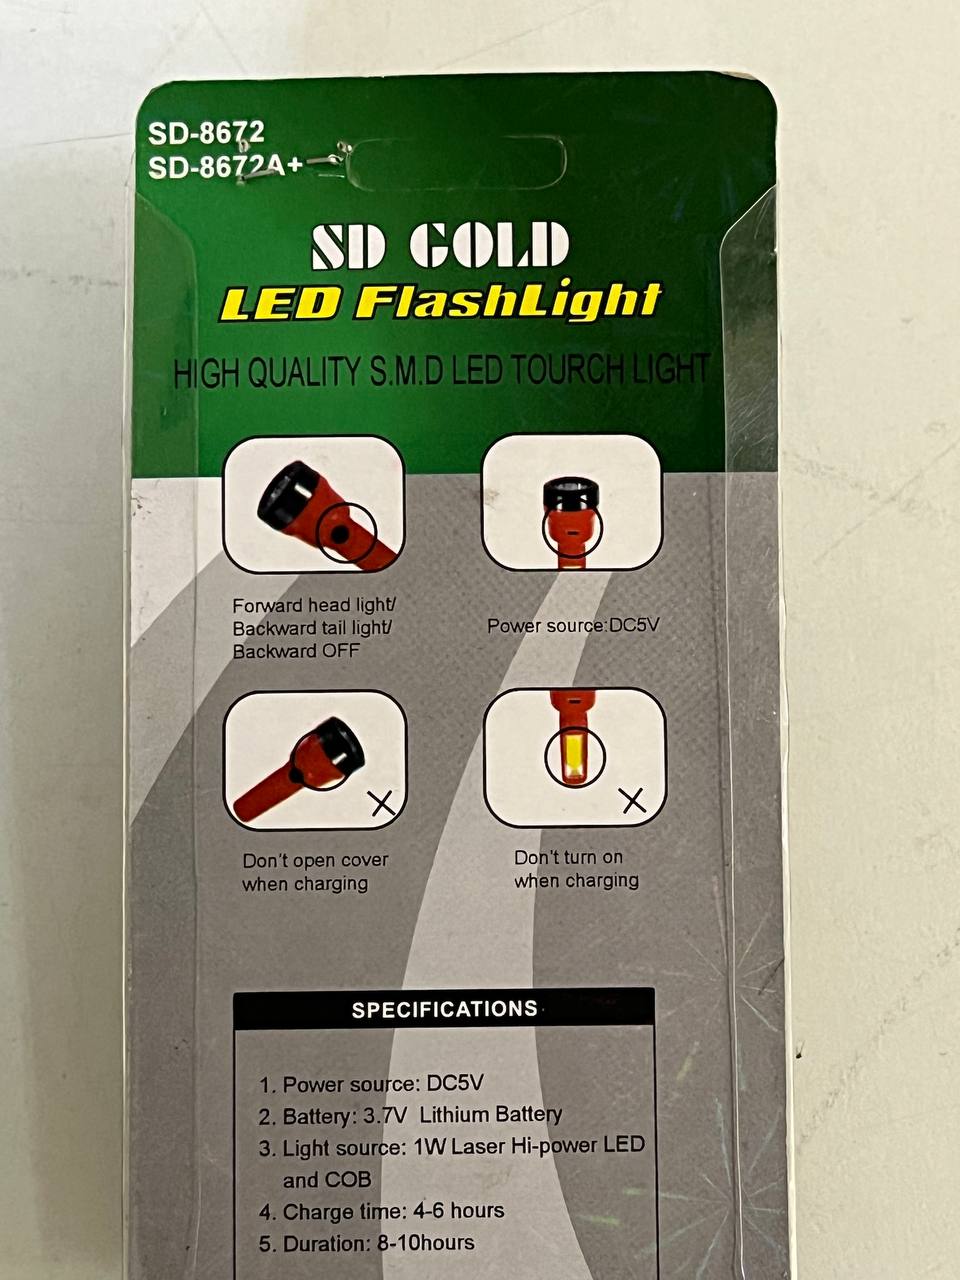 SD-8672
SD-8672A+
SD GOLD
LED FlashLight
HIGH QUALITY S.M.D LED TOURCH LIGHT
Forward head light/
Backward tail light/
Backward OFF
Power source:DC5V
Don't open cover
when charging
Don't turn on
when charging
SPECIFICATIONS
1. Power source: DC5V
2. Battery: 3.7V Lithium Battery
3. Light source: 1W Laser Hi-power LED
and COB
4. Charge time: 4-6 hours
5. Duration: 8-10hours